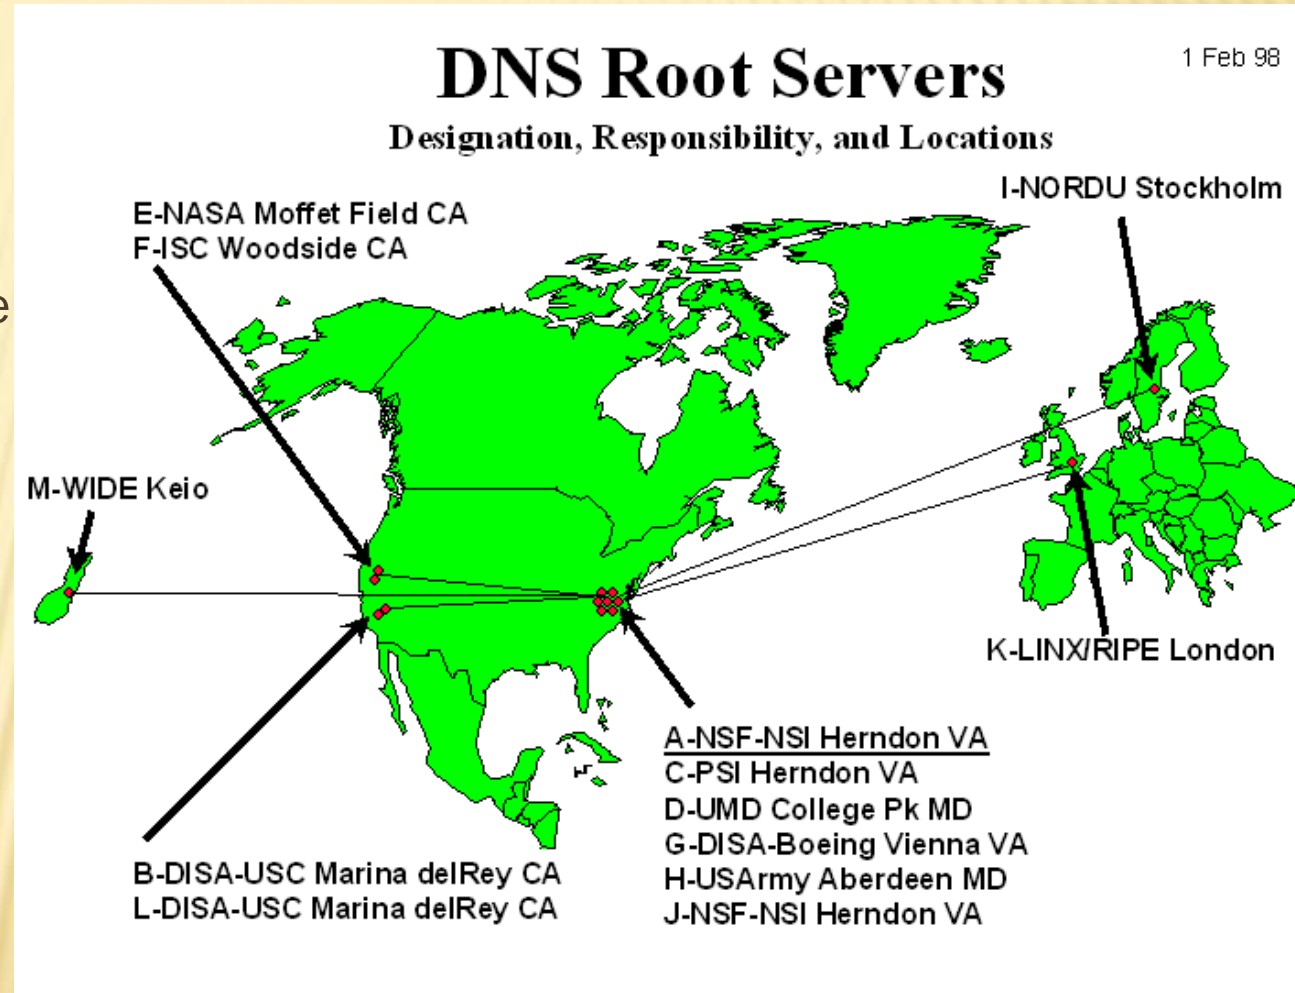 DNS Root Servers
1 Feb 98
Designation, Responsibility, and Locations
I-NORDU Stockholm
E-NASA Moffet Field CA
F-ISC Woodside CA
e
M-WIDE Keio
K-LINX/RIPE London
A-NSF-NSI Herndon VA
C-PSI Herndon VA
D-UMD College Pk MD
G-DISA-Boeing Vienna VA
H-USArmy Aberdeen MD
J-NSF-NSI Herndon VA
B-DISA-USC Marina delRey CA
L-DISA-USC Marina delRey CA